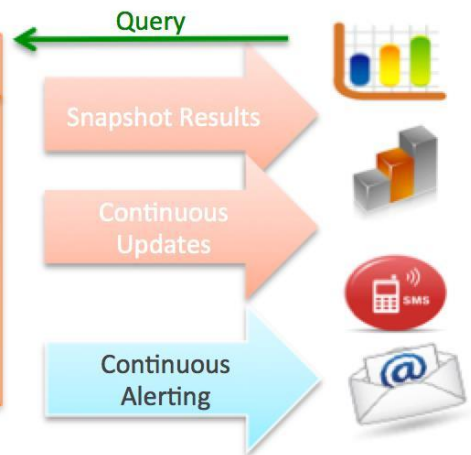 Query
Snapshot Results
Continuous
Updates
SMS
Continuous
Alerting
@